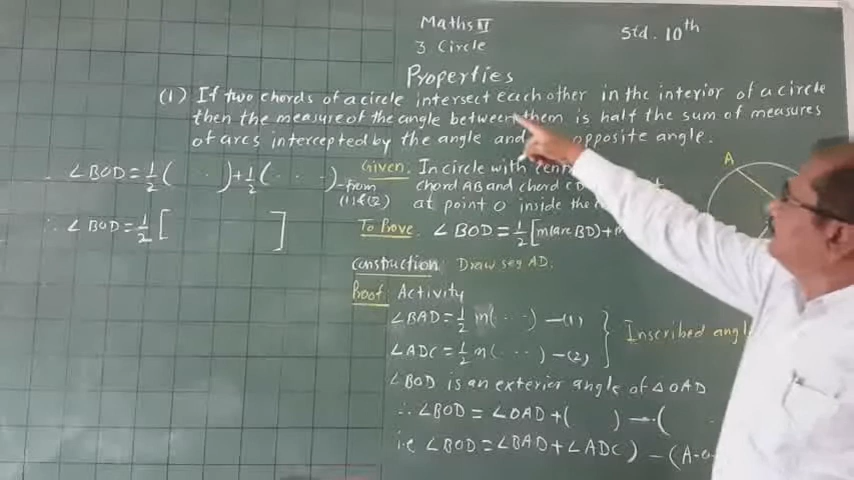 Maths II
Std. 10th
3 Circle
Properties
(1) If two chords of a circle intersect each other in the interior of a circle
then the measure of the angle between them is half the sum of measures
of arcs intercepted by the angle and opposite angle.
∠BOD = 1/2 ( · · ) + 1/2 ( · · · ) – from (1) & (2)
∴ ∠BOD = 1/2 [ ]
Given: In circle with
chord AB and chord
at point O inside the
To Prove. ∠BOD = 1/2 [m(arc BD) +
Construction Draw seg AD.
Proof: Activity
∠BAD = 1/2 m( · · · ) – (1)
∠ADC = 1/2 m( · · · ) – (2)
} Inscribed angl
∠BOD is an exterior angle of △OAD
∴ ∠BOD = ∠OAD + ( ) – (
i.e ∠BOD = ∠BAD + ∠ADC ) – (A-o-
A